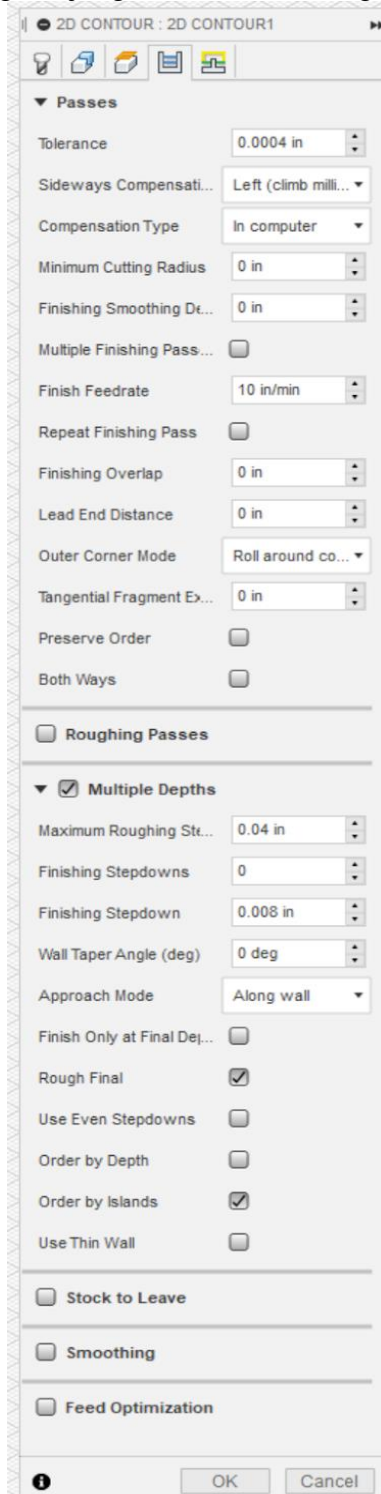 2D CONTOUR : 2D CONTOUR1
Passes
Tolerance 0.0004 in
Sideways Compensati... Left (climb milli...
Compensation Type In computer
Minimum Cutting Radius 0 in
Finishing Smoothing De... 0 in
Multiple Finishing Pass...
Finish Feedrate 10 in/min
Repeat Finishing Pass
Finishing Overlap 0 in
Lead End Distance 0 in
Outer Corner Mode Roll around co...
Tangential Fragment Ex... 0 in
Preserve Order
Both Ways
Roughing Passes
Multiple Depths
Maximum Roughing Ste... 0.04 in
Finishing Stepdowns 0
Finishing Stepdown 0.008 in
Wall Taper Angle (deg) 0 deg
Approach Mode Along wall
Finish Only at Final Dep...
Rough Final
Use Even Stepdowns
Order by Depth
Order by Islands
Use Thin Wall
Stock to Leave
Smoothing
Feed Optimization
OK Cancel